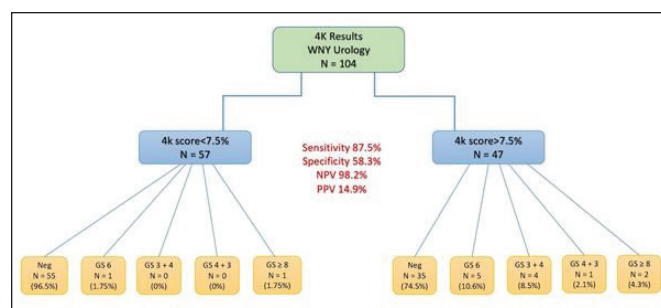 4K Results
WNY Urology
N = 104
4k score<7.5%
N = 57
Sensitivity 87.5%
Specificity 58.3%
NPV 98.2%
PPV 14.9%
4k score>7.5%
N = 47
Neg
N = 55
(96.5%)
GS 6
N = 1
(1.75%)
GS 3 + 4
N = 0
(0%)
GS 4 + 3
N = 0
(0%)
GS ≥ 8
N = 1
(1.75%)
Neg
N = 35
(74.5%)
GS 6
N = 5
(10.6%)
GS 3 + 4
N = 4
(8.5%)
GS 4 + 3
N = 1
(2.1%)
GS ≥ 8
N = 2
(4.3%)